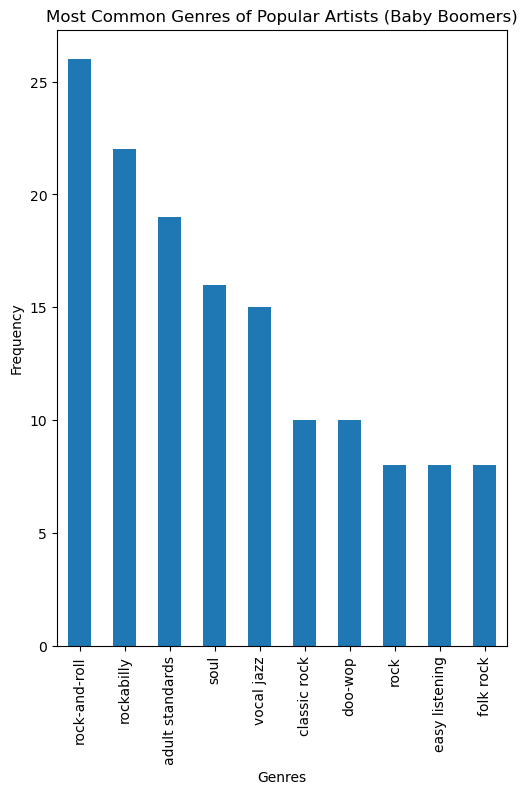 Most Common Genres of Popular Artists (Baby Boomers)
Frequency
25
20
15
10
5
0
rock-and-roll
rockabilly
adult standards
soul
vocal jazz
classic rock
doo-wop
rock
easy listening
folk rock
Genres